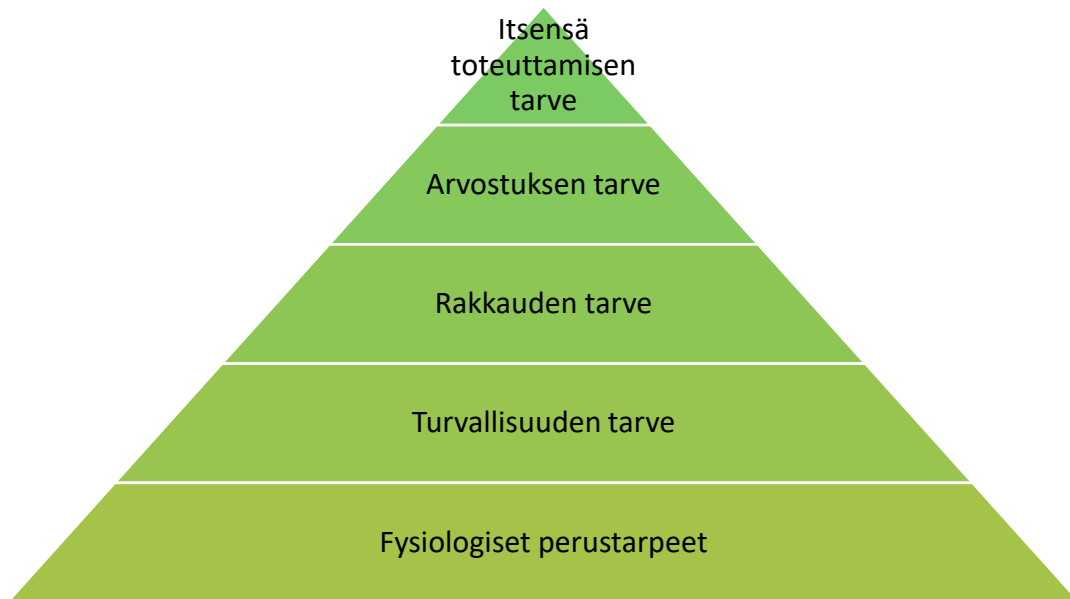 Itsensä
toteuttamisen
tarve
Arvostuksen tarve
Rakkauden tarve
Turvallisuuden tarve
Fysiologiset perustarpeet